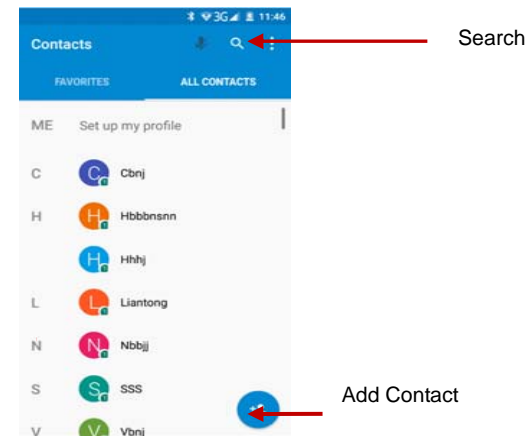 3G 11:46
Contacts
Search
FAVORITES ALL CONTACTS
ME Set up my profile
C C Cbnj
H H Hbbbnsnn
H Hhhj
L L Liantong
N N Nbbjj
S S SSS
Add Contact
V V Vbnj